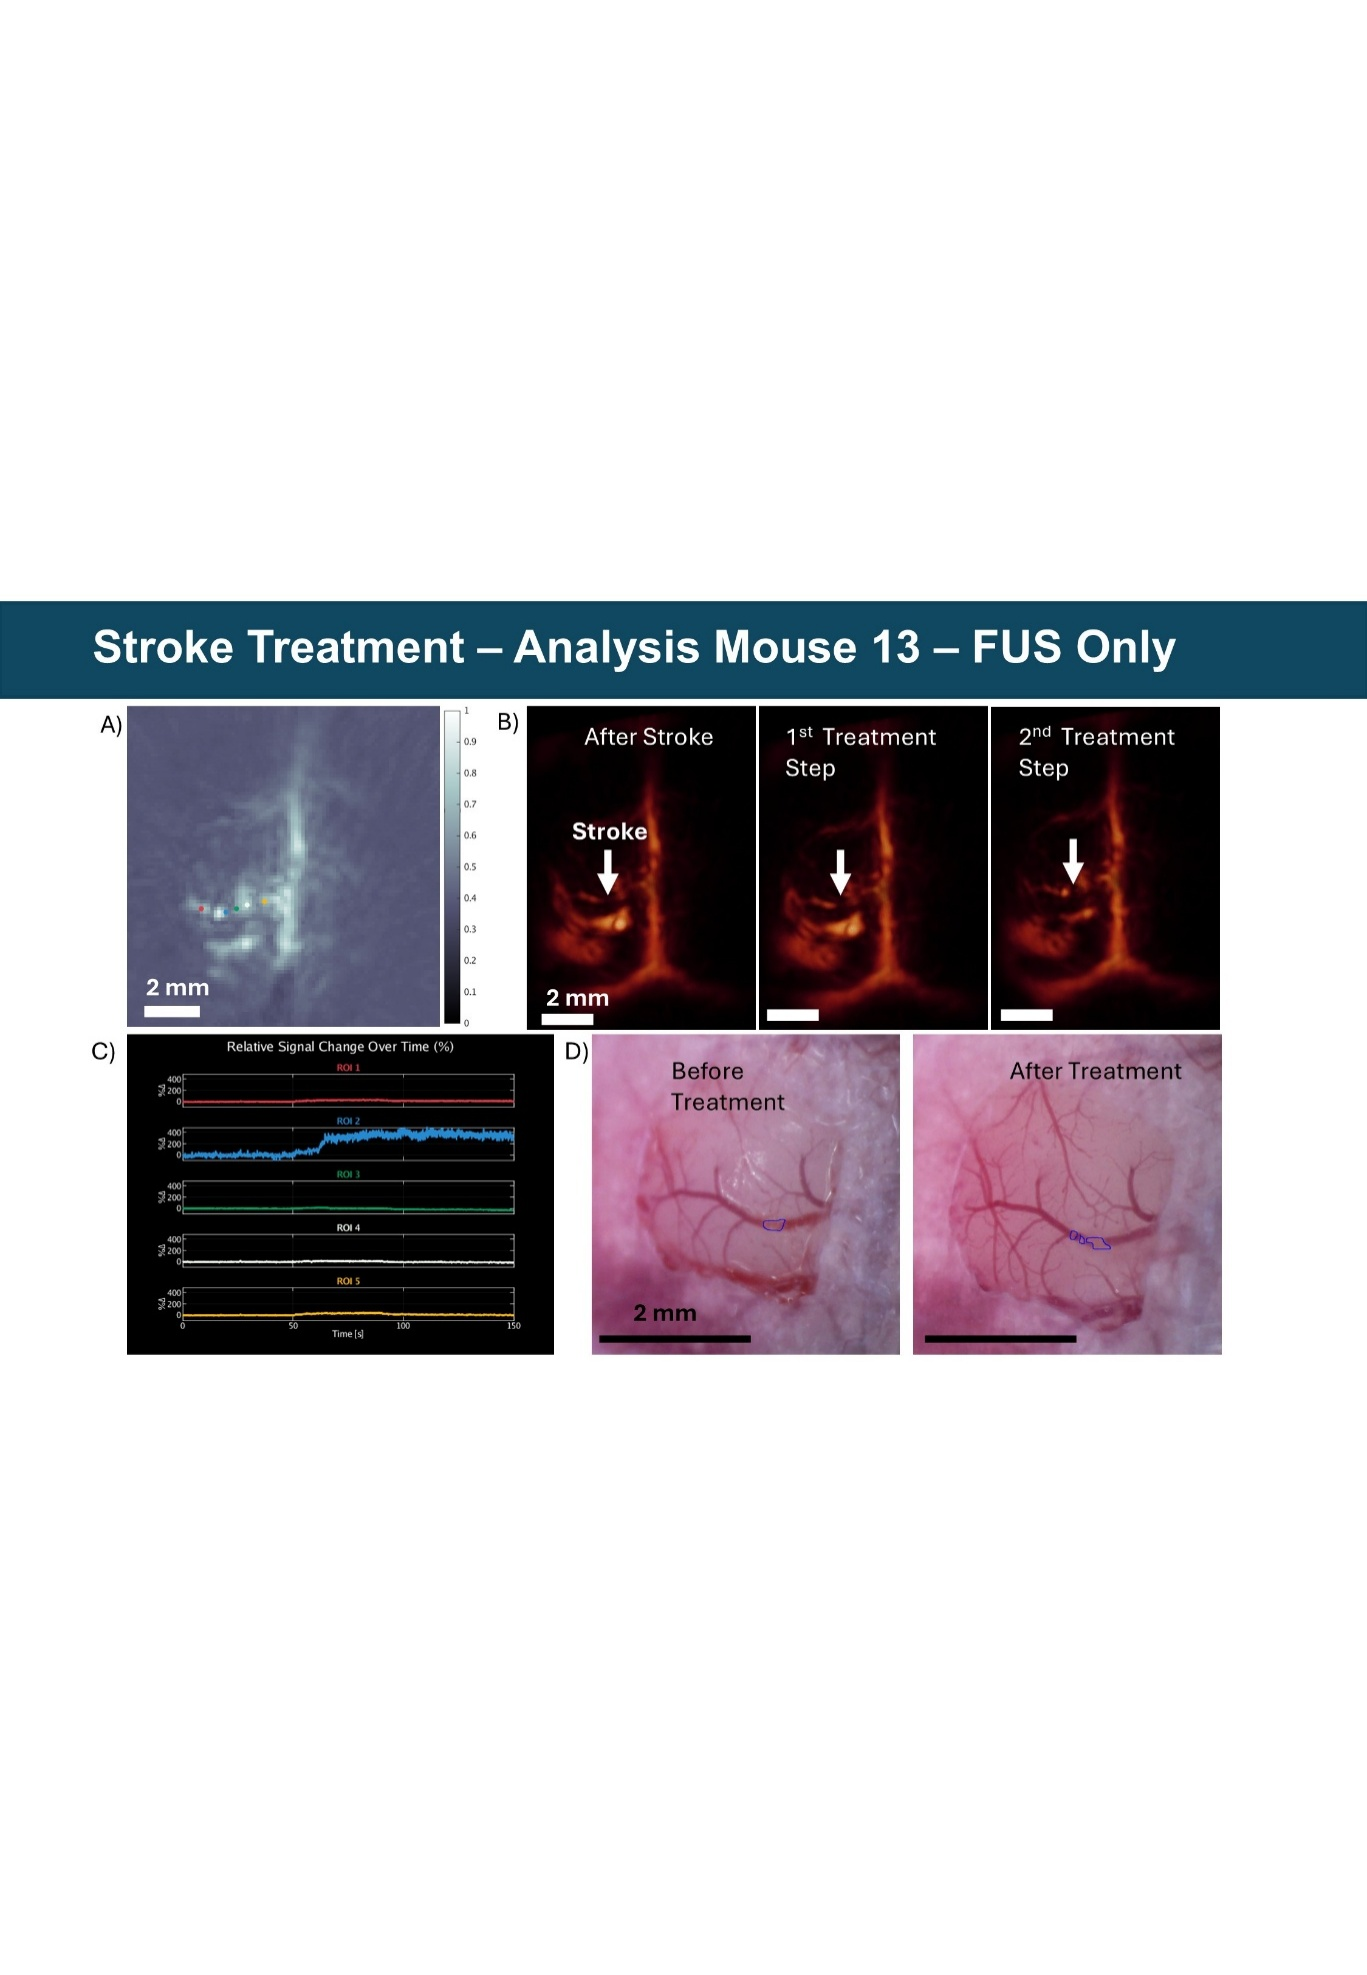 Stroke Treatment – Analysis Mouse 13 – FUS Only
A)
1
0.9
0.8
0.7
0.6
0.5
0.4
0.3
0.2
0.1
0
2 mm
B)
After Stroke
Stroke
2 mm
1st Treatment
Step
2nd Treatment
Step
C)
Relative Signal Change Over Time (%)
ROI 1
%Δ
400
200
0
ROI 2
%Δ
400
200
0
ROI 3
%Δ
400
200
0
ROI 4
%Δ
400
200
0
ROI 5
%Δ
400
200
0
0 50 100 150
Time [s]
D)
Before
Treatment
2 mm
After Treatment